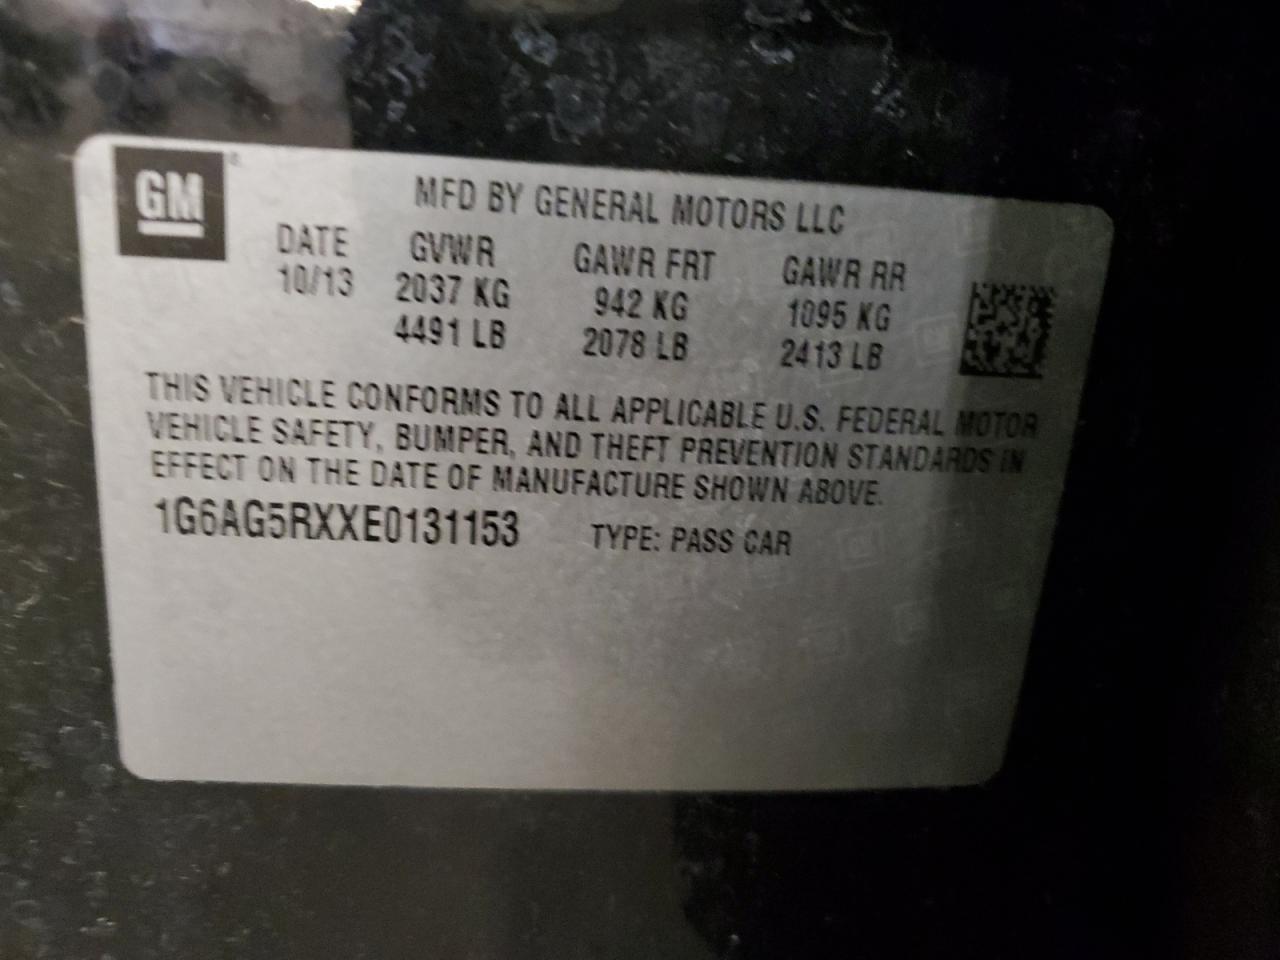 GM®
MFD BY GENERAL MOTORS LLC
DATE GVWR GAWR FRT GAWR RR
10/13 2037 KG 942 KG 1095 KG
4491 LB 2078 LB 2413 LB
THIS VEHICLE CONFORMS TO ALL APPLICABLE U.S. FEDERAL MOTOR
VEHICLE SAFETY, BUMPER, AND THEFT PREVENTION STANDARDS IN
EFFECT ON THE DATE OF MANUFACTURE SHOWN ABOVE.
1G6AG5RXXE0131153 TYPE: PASS CAR